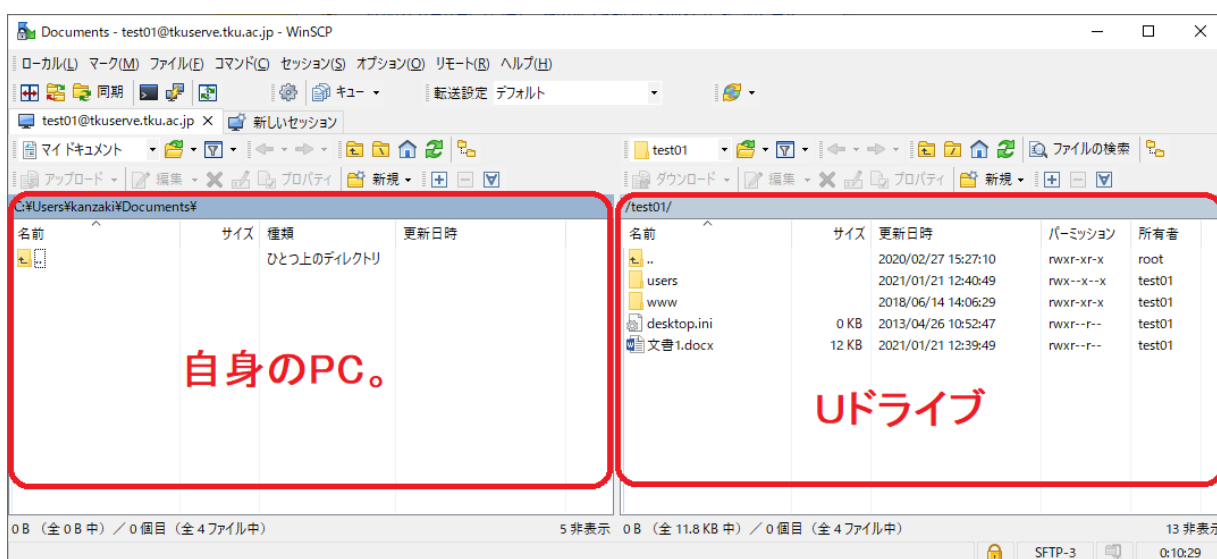 Documents - test01@tkuserve.tku.ac.jp - WinSCP
ローカル(L) マーク(M) ファイル(F) コマンド(C) セッション(S) オプション(O) リモート(R) ヘルプ(H)
同期 キュー 転送設定 デフォルト
test01@tkuserve.tku.ac.jp X 新しいセッション
マイ ドキュメント test01 ファイルの検索
アップロード 編集 プロパティ 新規 ダウンロード 編集 プロパティ 新規
C:¥Users¥kanzaki¥Documents¥ /test01/
名前 サイズ 種類 更新日時 名前 サイズ 更新日時 パーミッション 所有者
.. ひとつ上のディレクトリ .. 2020/02/27 15:27:10 rwxr-xr-x root
users 2021/01/21 12:40:49 rwx--x--x test01
www 2018/06/14 14:06:29 rwxr-xr-x test01
desktop.ini 0 KB 2013/04/26 10:52:47 rwxr--r-- test01
文書1.docx 12 KB 2021/01/21 12:39:49 rwxr--r-- test01
自身のPC。
Uドライブ
0 B （全 0 B 中） ／ 0 個目 （全 4 ファイル中） 5 非表示 0 B （全 11.8 KB 中） ／ 0 個目 （全 4 ファイル中） 13 非表示
SFTP-3 0:10:29